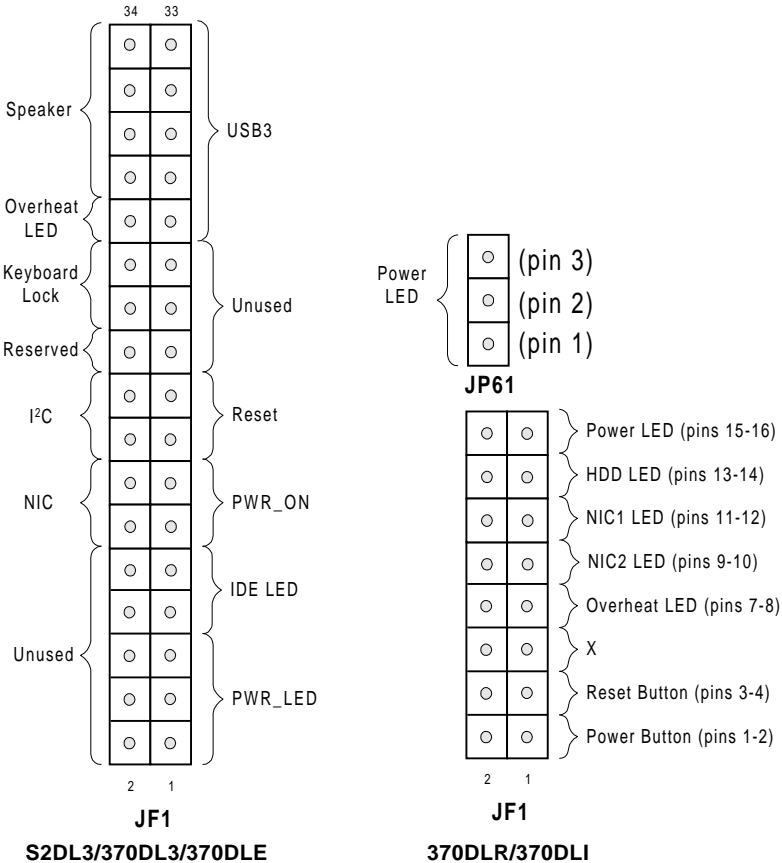 34 33
Speaker
USB3
Overheat
LED
Keyboard
Lock
Unused
Reserved
I²C
Reset
NIC
PWR_ON
IDE LED
Unused
PWR_LED
2 1
JF1
S2DL3/370DL3/370DLE
Power
LED
(pin 3)
(pin 2)
(pin 1)
JP61
Power LED (pins 15-16)
HDD LED (pins 13-14)
NIC1 LED (pins 11-12)
NIC2 LED (pins 9-10)
Overheat LED (pins 7-8)
X
Reset Button (pins 3-4)
Power Button (pins 1-2)
2 1
JF1
370DLR/370DLI